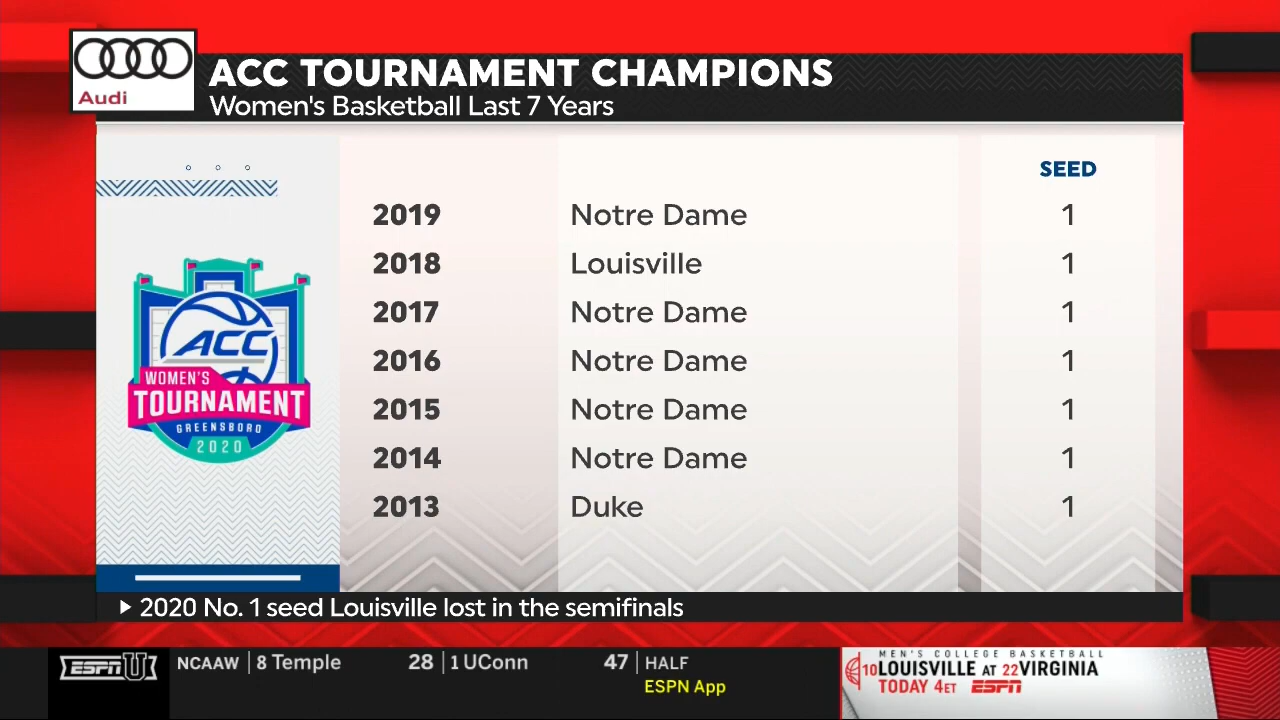 Audi
ACC TOURNAMENT CHAMPIONS
Women's Basketball Last 7 Years
SEED
2019 Notre Dame 1
2018 Louisville 1
2017 Notre Dame 1
2016 Notre Dame 1
2015 Notre Dame 1
2014 Notre Dame 1
2013 Duke 1
ACC
WOMEN'S
TOURNAMENT
GREENSBORO
2020
2020 No. 1 seed Louisville lost in the semifinals
ESPNU NCAAW 8 Temple 28 1 UConn 47 HALF
ESPN App
MEN'S COLLEGE BASKETBALL
10 LOUISVILLE AT 22 VIRGINIA
TODAY 4ET ESPN